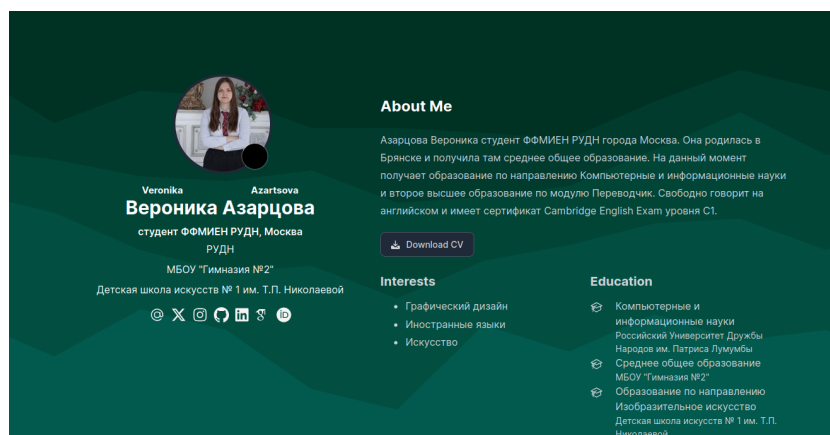 Veronika
Azartsova
Вероника Азарцова
студент ФФМИЕН РУДН, Москва
РУДН
МБОУ "Гимназия №2"
Детская школа искусств № 1 им. Т.П. Николаевой
About Me
Азарцова Вероника студент ФФМИЕН РУДН города Москва. Она родилась в
Брянске и получила там среднее общее образование. На данный момент
получает образование по направлению Компьютерные и информационные науки
и второе высшее образование по модулю Переводчик. Свободно говорит на
английском и имеет сертификат Cambridge English Exam уровня C1.
Download CV
Interests
Графический дизайн
Иностранные языки
Искусство
Education
Компьютерные и
информационные науки
Российский Университет Дружбы
Народов им. Патриса Лумумбы
Среднее общее образование
МБОУ "Гимназия №2"
Образование по направлению
Изобразительное искусство
Детская школа искусств № 1 им. Т.П.
Николаевой